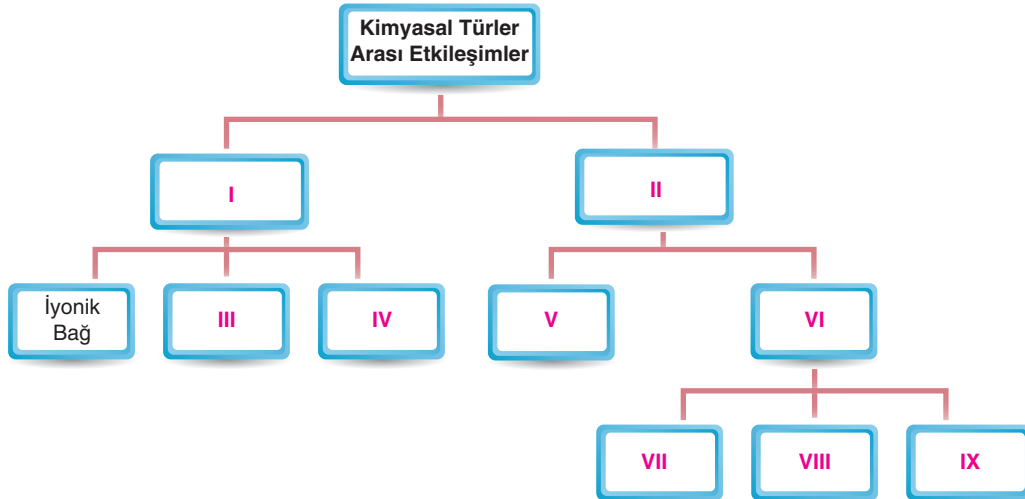 Kimyasal Türler
Arası Etkileşimler
I
II
İyonik
Bağ
III
IV
V
VI
VII
VIII
IX